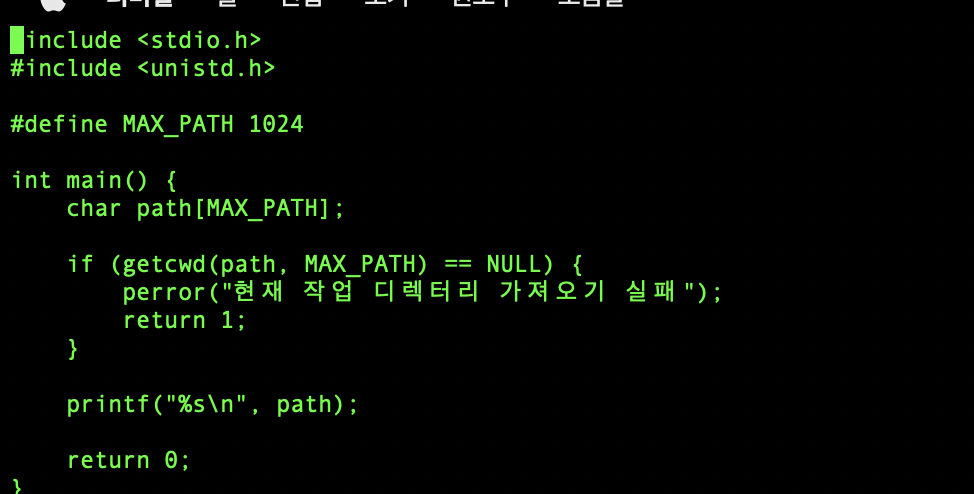 #include <stdio.h>
#include <unistd.h>
#define MAX_PATH 1024
int main() {
char path[MAX_PATH];
if (getcwd(path, MAX_PATH) == NULL) {
perror("현재 작업 디렉터리 가져오기 실패");
return 1;
}
printf("%s\n", path);
return 0;
}